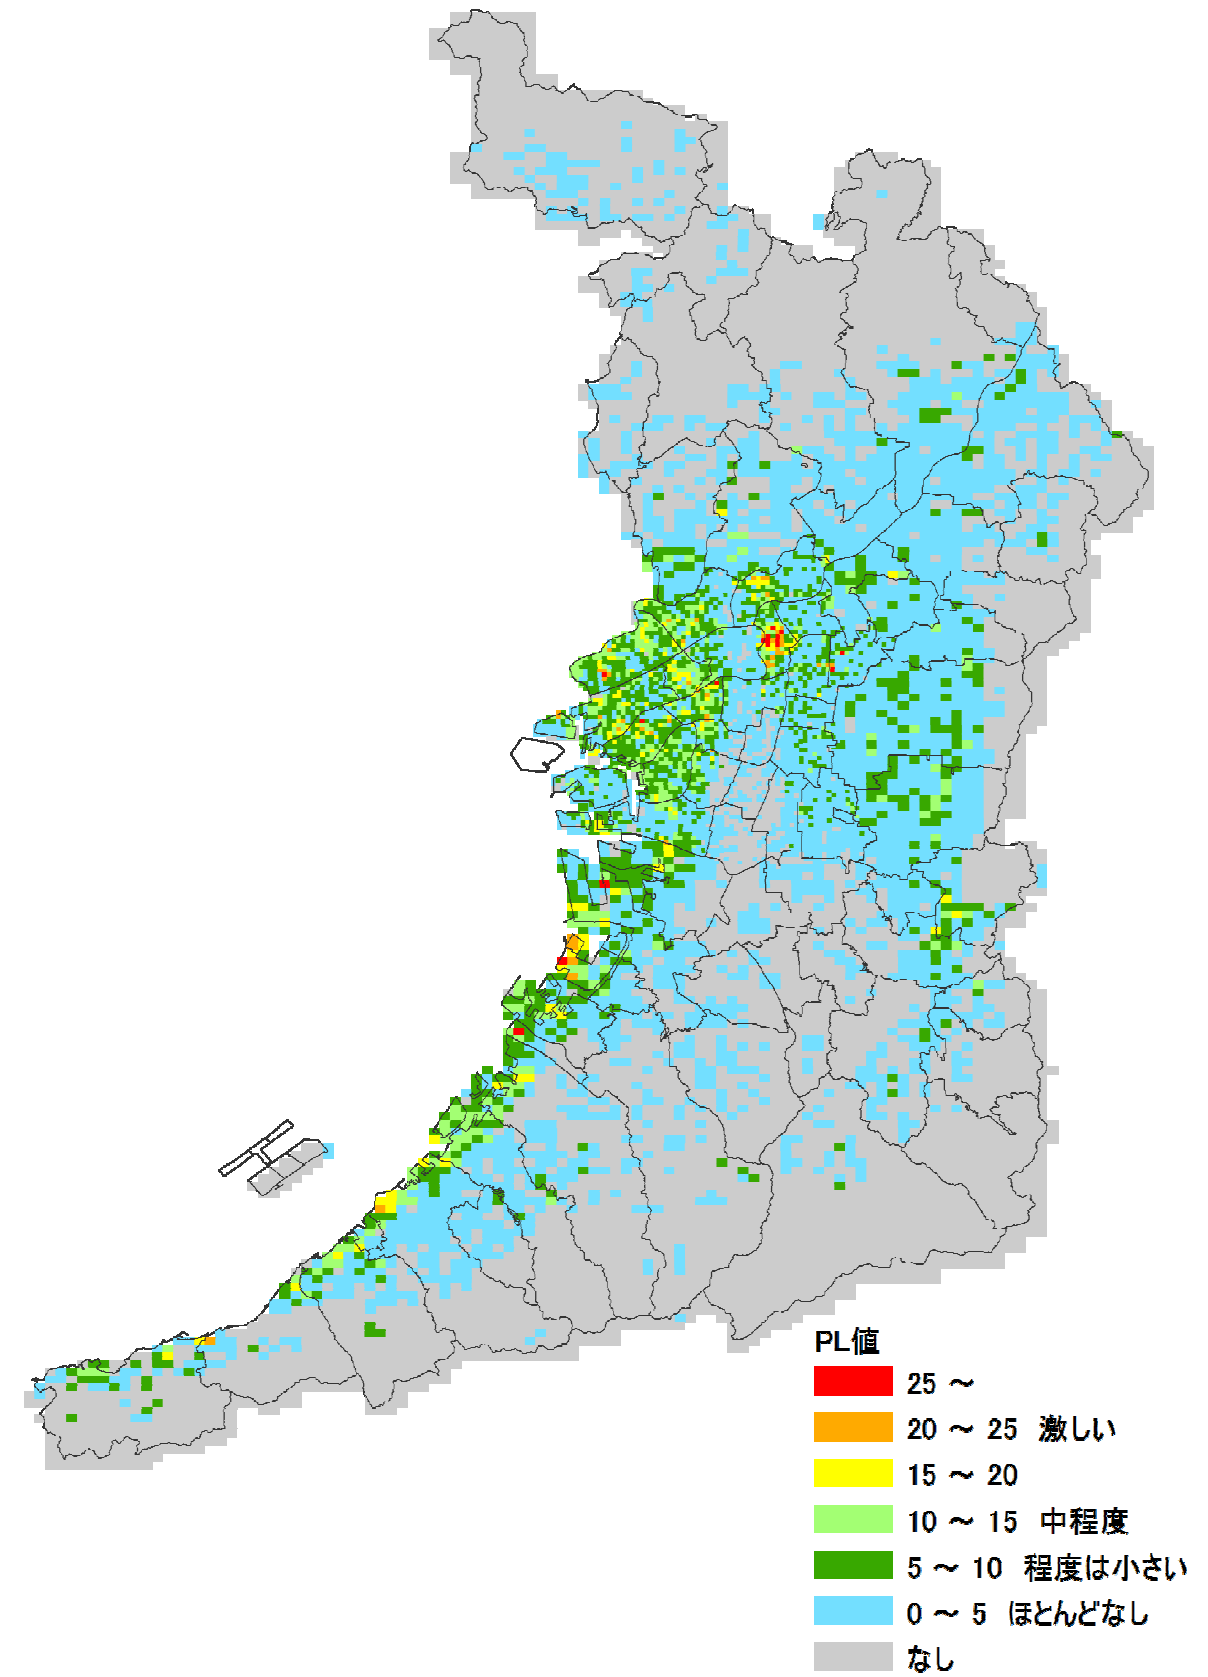 PL値
25 ～
20 ～ 25 激しい
15 ～ 20
10 ～ 15 中程度
5 ～ 10 程度は小さい
0 ～ 5 ほとんどなし
なし